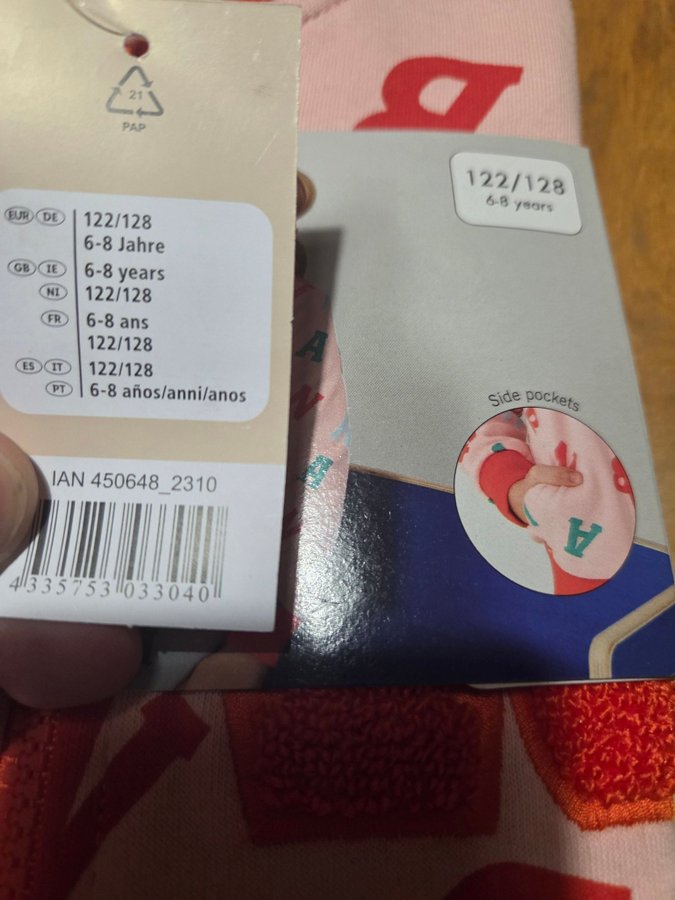 21
PAP
EUR DE 122/128
6-8 Jahre
GB IE 6-8 years
NI 122/128
FR 6-8 ans
122/128
ES IT 122/128
PT 6-8 años/anni/anos
IAN 450648_2310
4 335753 033040
122/128
6-8 years
Side pockets
A
B
A
N
A
A